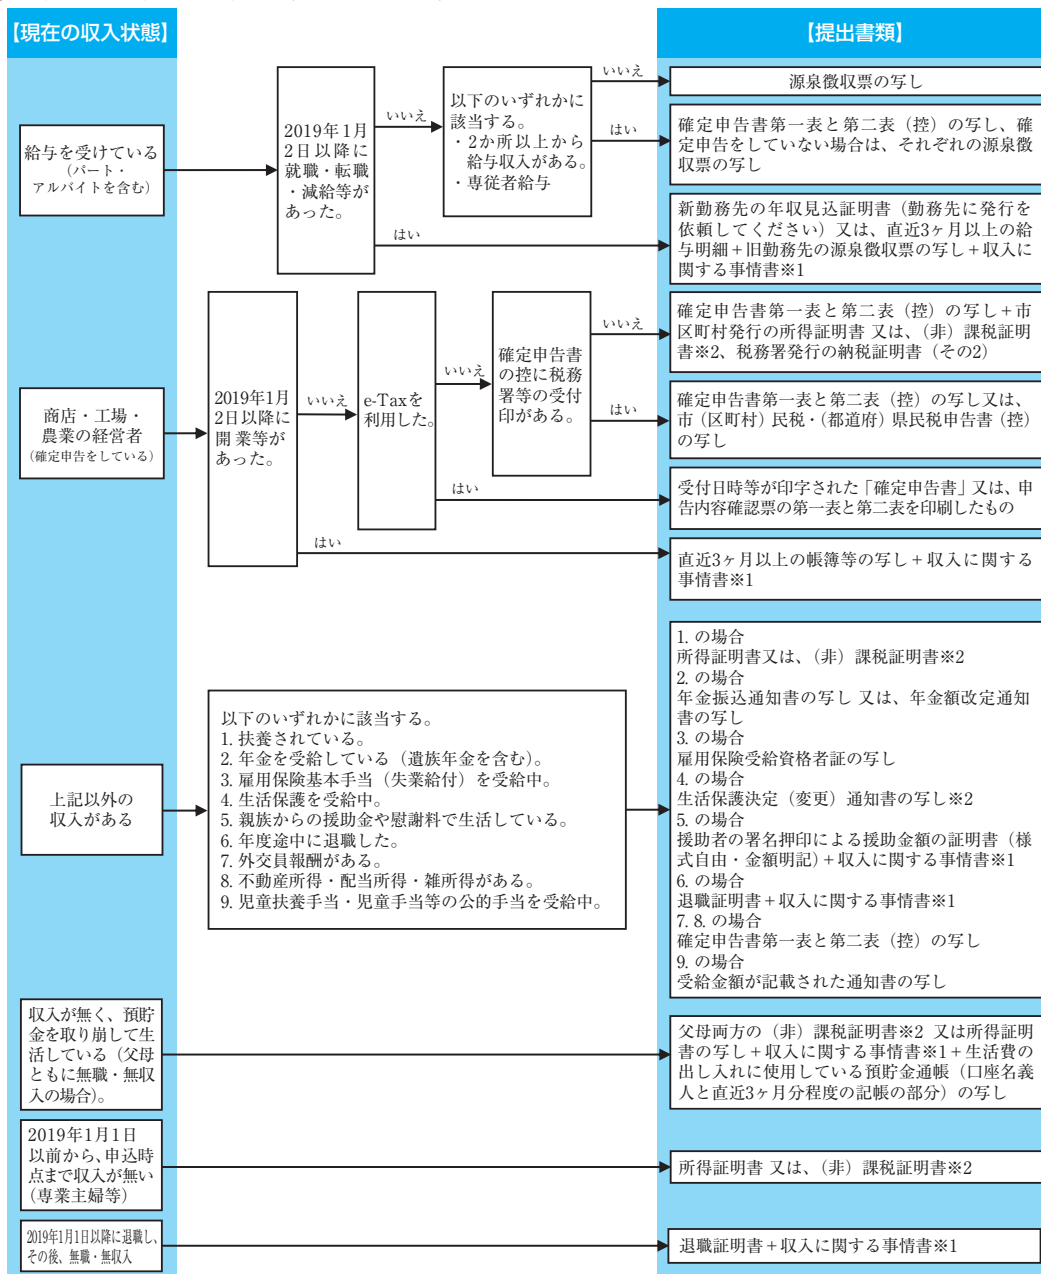 【現在の収入状態】
【提出書類】
給与を受けている
（パート・
アルバイトを含む）
2019年1月
2日以降に
就職・転職
・減給等が
あった。
いいえ
はい
以下のいずれかに
該当する。
・2か所以上から
給与収入がある。
・専従者給与
いいえ
はい
源泉徴収票の写し
確定申告書第一表と第二表（控）の写し、確
定申告をしていない場合は、それぞれの源泉徴
収票の写し
新勤務先の年収見込証明書（勤務先に発行を
依頼してください）又は、直近3ヶ月以上の給
与明細＋旧勤務先の源泉徴収票の写し＋収入に
関する事情書※1
商店・工場・
農業の経営者
（確定申告をしている）
2019年1月
2日以降に
開業等が
あった。
いいえ
はい
e-Taxを
利用した。
いいえ
はい
確定申告書
の控に税務
署等の受付
印がある。
いいえ
はい
確定申告書第一表と第二表（控）の写し＋市
区町村発行の所得証明書 又は、（非）課税証明
書※2、税務署発行の納税証明書（その2）
確定申告書第一表と第二表（控）の写し又は、
市（区町村）民税・（都道府）県民税申告書（控）
の写し
受付日時等が印字された「確定申告書」又は、申
告内容確認票の第一表と第二表を印刷したもの
直近3ヶ月以上の帳簿等の写し＋収入に関する
事情書※1
上記以外の
収入がある
以下のいずれかに該当する。
1. 扶養されている。
2. 年金を受給している（遺族年金を含む）。
3. 雇用保険基本手当（失業給付）を受給中。
4. 生活保護を受給中。
5. 親族からの援助金や慰謝料で生活している。
6. 年度途中に退職した。
7. 外交員報酬がある。
8. 不動産所得・配当所得・雑所得がある。
9. 児童扶養手当・児童手当等の公的手当を受給中。
1. の場合
所得証明書又は、（非）課税証明書※2
2. の場合
年金振込通知書の写し 又は、年金額改定通知
書の写し
3. の場合
雇用保険受給資格者証の写し
4. の場合
生活保護決定（変更）通知書の写し※2
5. の場合
援助者の署名押印による援助金額の証明書（様
式自由・金額明記）＋収入に関する事情書※1
6. の場合
退職証明書＋収入に関する事情書※1
7. 8. の場合
確定申告書第一表と第二表（控）の写し
9. の場合
受給金額が記載された通知書の写し
収入が無く、預貯
金を取り崩して生
活している（父母
ともに無職・無収
入の場合）。
父母両方の（非）課税証明書※2 又は所得証明
書の写し＋収入に関する事情書※1＋生活費の
出し入れに使用している預貯金通帳（口座名義
人と直近3ヶ月分程度の記帳の部分）の写し
2019年1月1日
以前から、申込時
点まで収入が無い
（専業主婦等）
所得証明書 又は、（非）課税証明書※2
2019年1月1日以降に退職し、
その後、無職・無収入
退職証明書＋収入に関する事情書※1